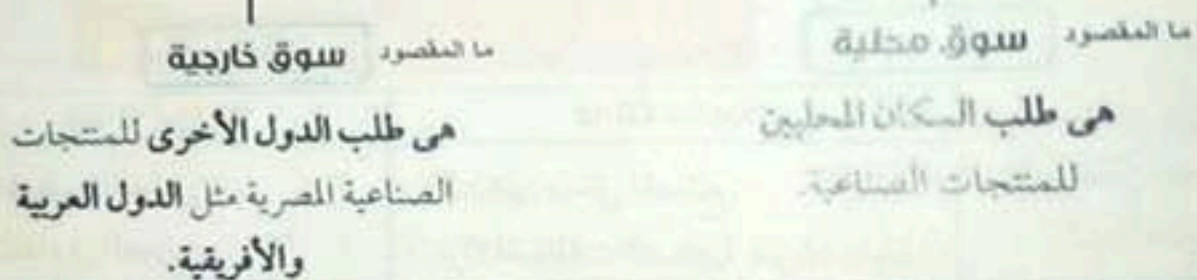 ما المقصود سوق محلية
هى طلب السكان المحليين
للمنتجات الصناعية.
ما المقصود سوق خارجية
هى طلب الدول الأخرى للمنتجات
الصناعية المصرية مثل الدول العربية
والأفريقية.